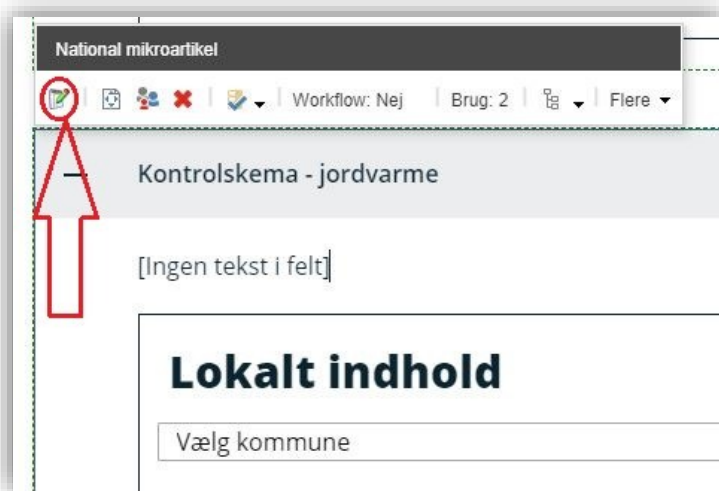 National mikroartikel
Workflow: Nej Brug: 2 Flere
Kontrolskema - jordvarme
[Ingen tekst i felt]
Lokalt indhold
Vælg kommune